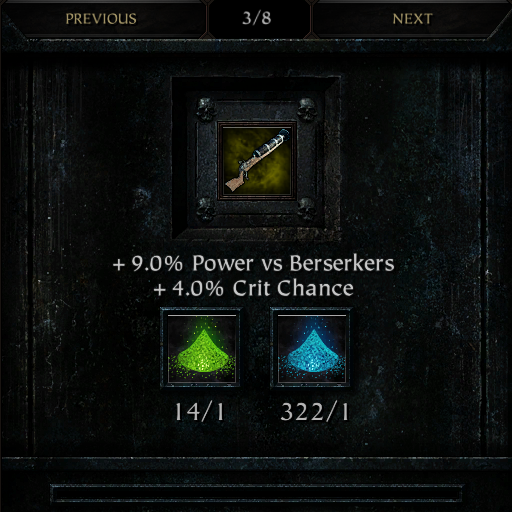 PREVIOUS 3/8 NEXT
+ 9.0% Power vs Berserkers
+ 4.0% Crit Chance
14/1 322/1